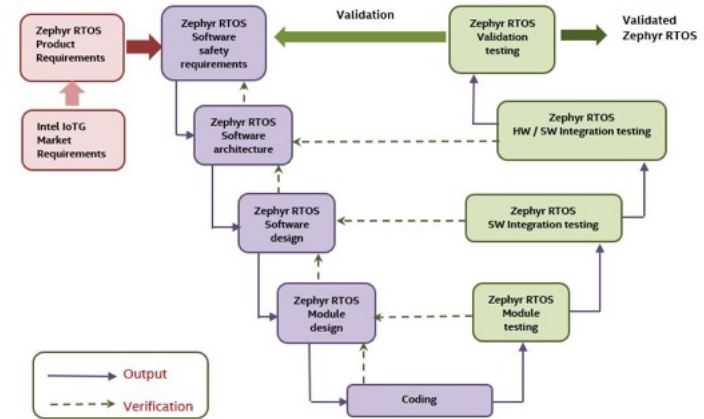 Zephyr RTOS
Product
Requirements
Intel IoTG
Market
Requirements
Zephyr RTOS
Software
safety
requirements
Validation
Zephyr RTOS
Validation
testing
Validated
Zephyr RTOS
Zephyr RTOS
Software
architecture
Zephyr RTOS
HW / SW Integration testing
Zephyr RTOS
Software
design
Zephyr RTOS
SW Integration testing
Zephyr RTOS
Module
design
Zephyr RTOS
Module
testing
Coding
Output
Verification